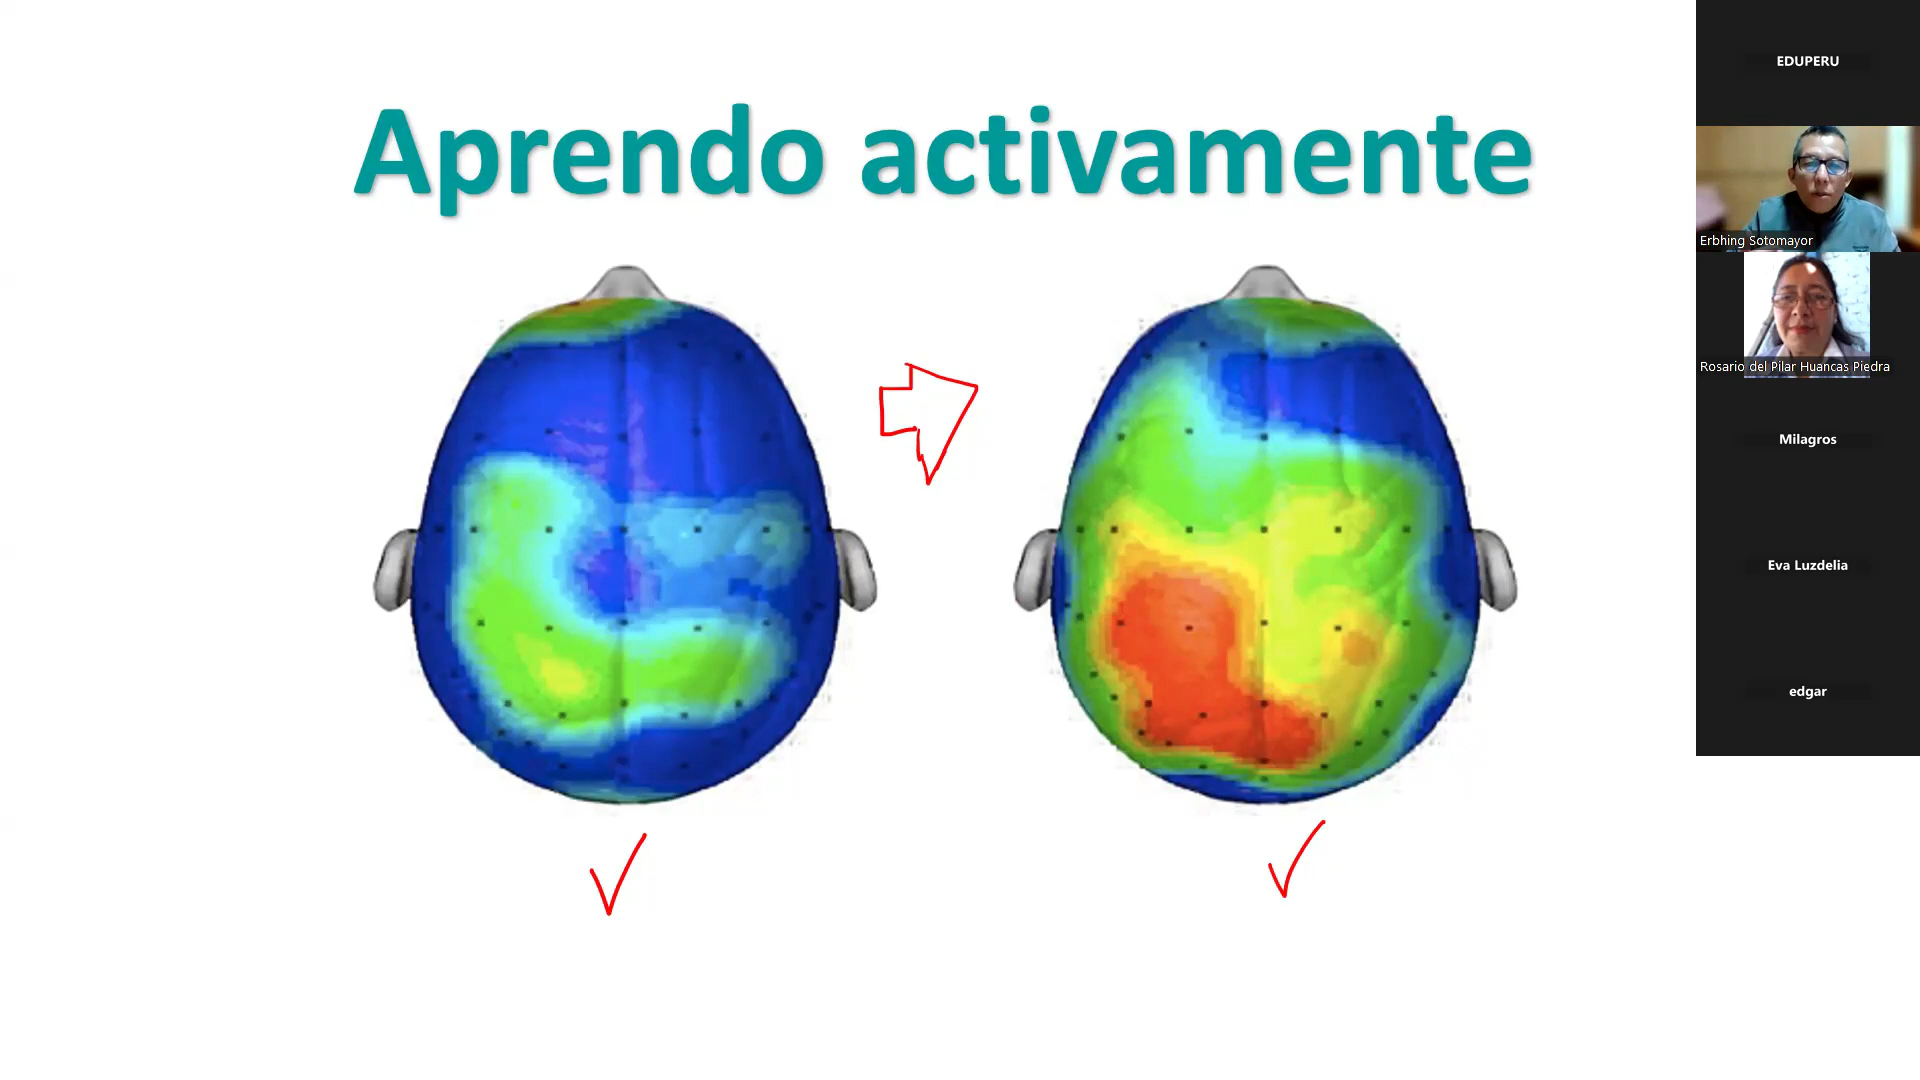 Aprendo activamente
EDUPERU
Erbhing Sotomayor
Rosario del Pilar Huancas Piedra
Milagros
Eva Luzdelia
edgar